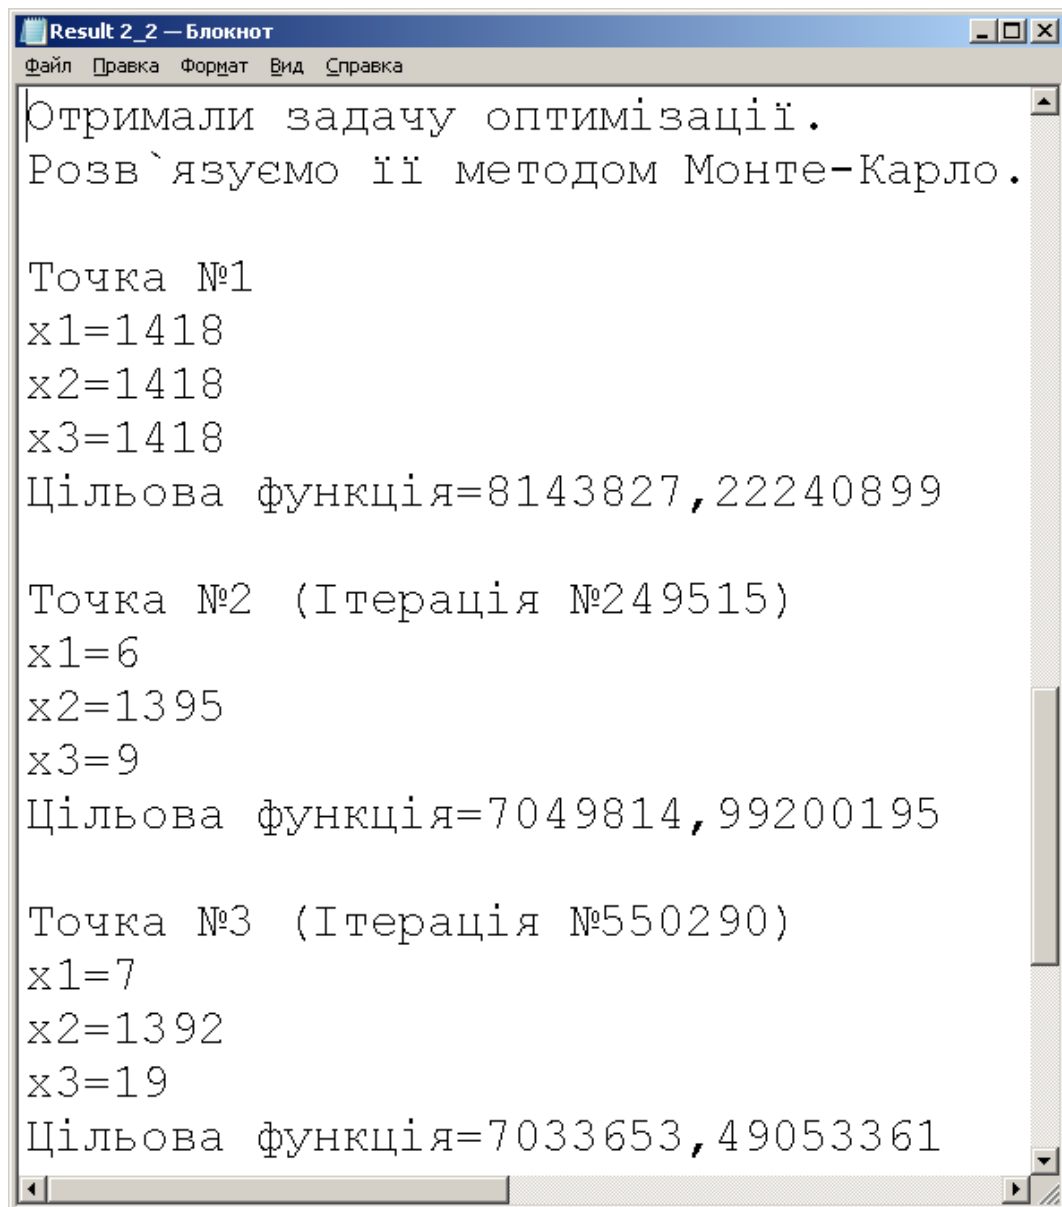 Result 2_2 — Блокнот
Файл Правка Формат Вид Справка
Отримали задачу оптимізації.
Розв`язуємо її методом Монте-Карло.
Точка №1
x1=1418
x2=1418
x3=1418
Цільова функція=8143827,22240899
Точка №2 (Ітерація №249515)
x1=6
x2=1395
x3=9
Цільова функція=7049814,99200195
Точка №3 (Ітерація №550290)
x1=7
x2=1392
x3=19
Цільова функція=7033653,49053361